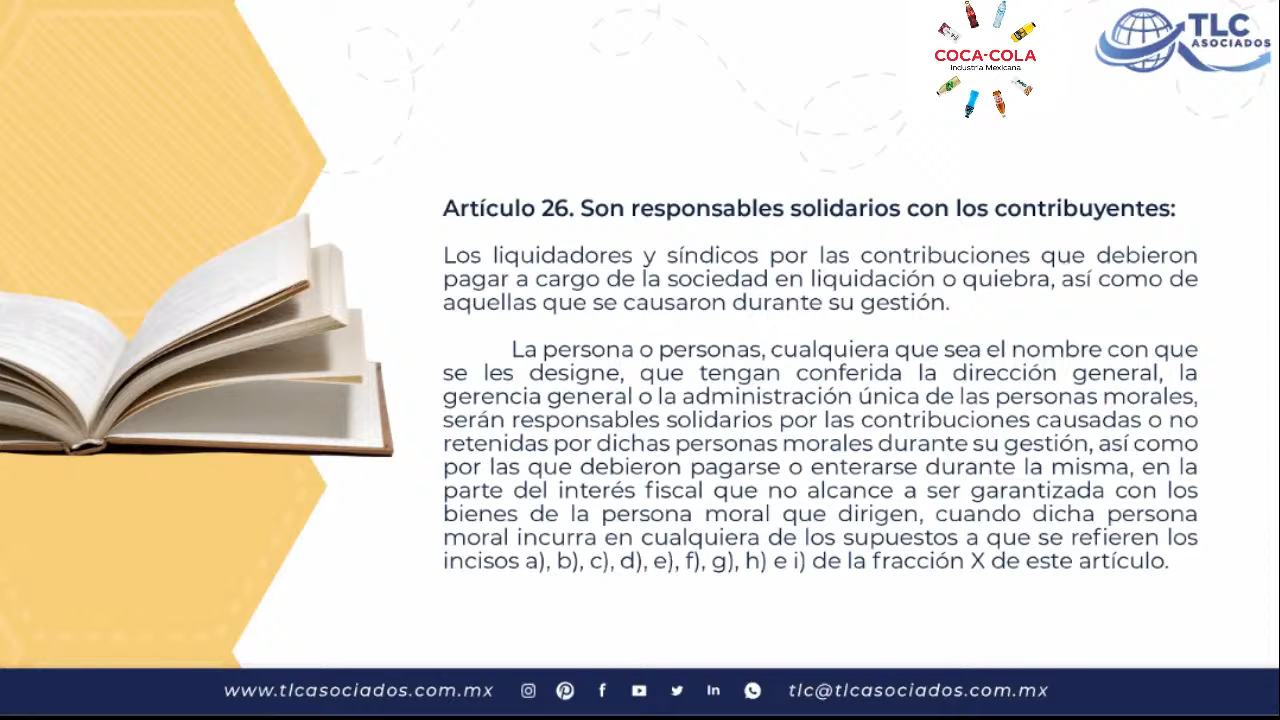 COCA-COLA
Industria Mexicana
TLC
ASOCIADOS
Artículo 26. Son responsables solidarios con los contribuyentes:
Los liquidadores y síndicos por las contribuciones que debieron
pagar a cargo de la sociedad en liquidación o quiebra, así como de
aquellas que se causaron durante su gestión.
La persona o personas, cualquiera que sea el nombre con que
se les designe, que tengan conferida la dirección general, la
gerencia general o la administración única de las personas morales,
serán responsables solidarios por las contribuciones causadas o no
retenidas por dichas personas morales durante su gestión, así como
por las que debieron pagarse o enterarse durante la misma, en la
parte del interés fiscal que no alcance a ser garantizada con los
bienes de la persona moral que dirigen, cuando dicha persona
moral incurra en cualquiera de los supuestos a que se refieren los
incisos a), b), c), d), e), f), g), h) e i) de la fracción X de este artículo.
www.tlcasociados.com.mx tlc@tlcasociados.com.mx